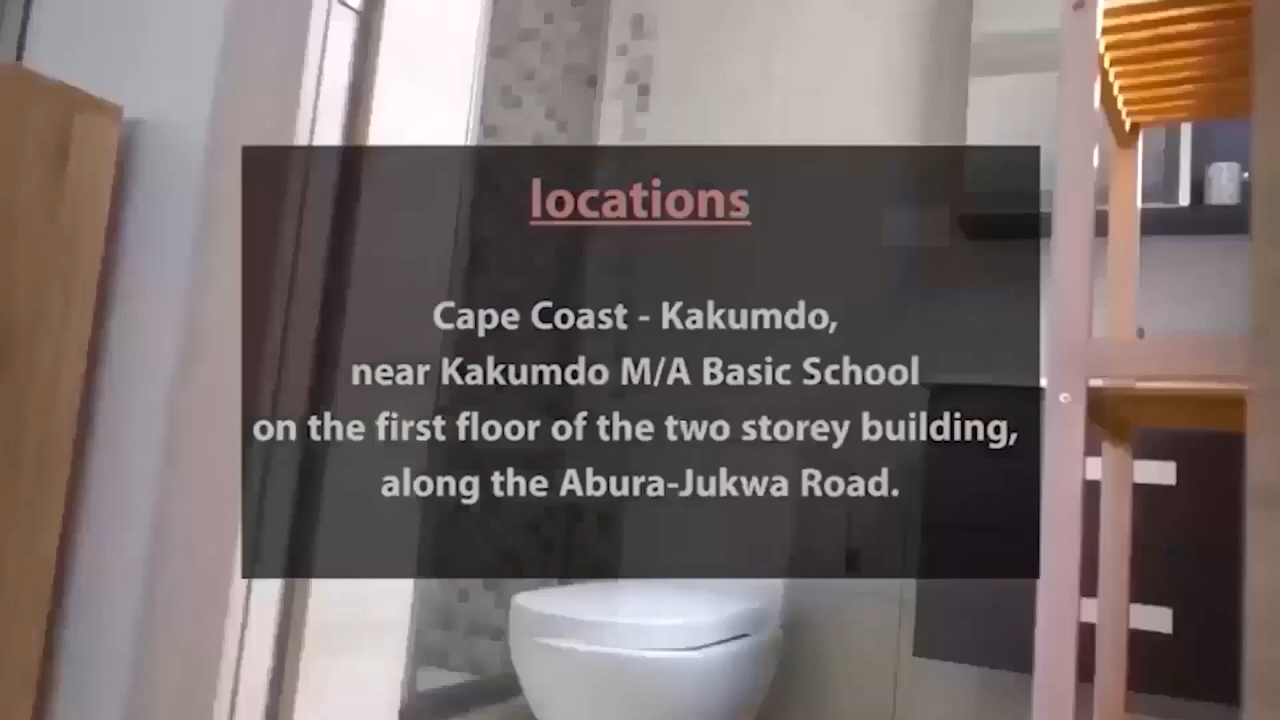 locations
Cape Coast - Kakumdo,
near Kakumdo M/A Basic School
on the first floor of the two storey building,
along the Abura-Jukwa Road.